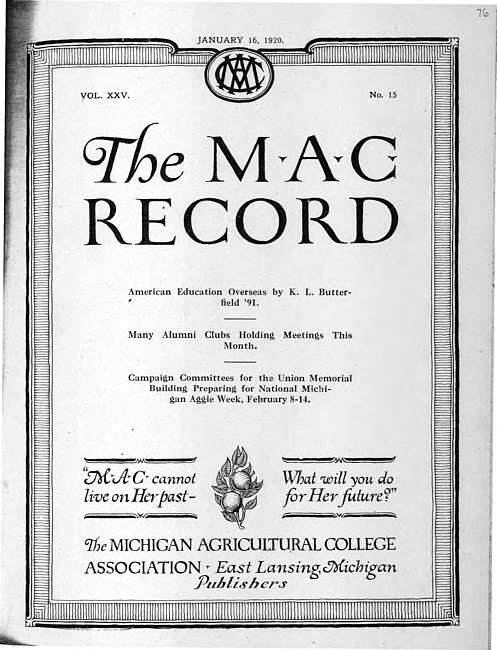 76
JANUARY 16, 1920.
MAC
VOL. XXV.
No. 15
The M·A·C
RECORD
American Education Overseas by K. L. Butter-
field '91.
Many Alumni Clubs Holding Meetings This
Month.
Campaign Committees for the Union Memorial
Building Preparing for National Michi-
gan Aggie Week, February 8-14.
"M·A·C· cannot
live on Her past–
What will you do
for Her future?"
The MICHIGAN AGRICULTURAL COLLEGE
ASSOCIATION · East Lansing, Michigan
Publishers